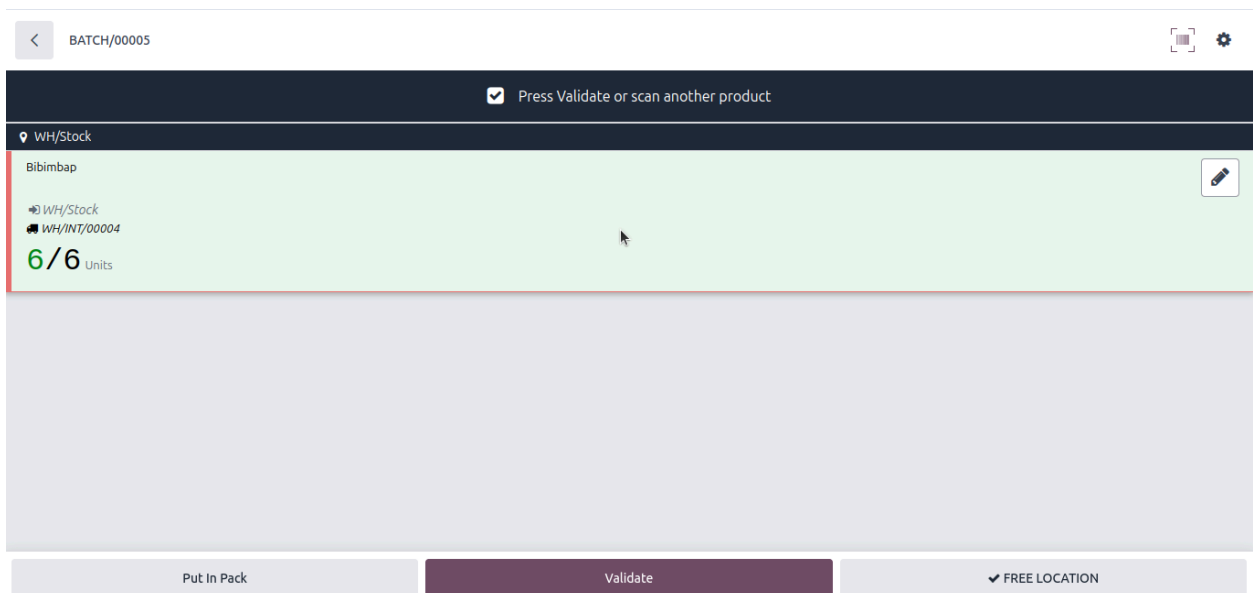 BATCH/00005
Press Validate or scan another product
WH/Stock
Bibimbap
WH/Stock
WH/INT/00004
6/6 Units
Put In Pack
Validate
FREE LOCATION